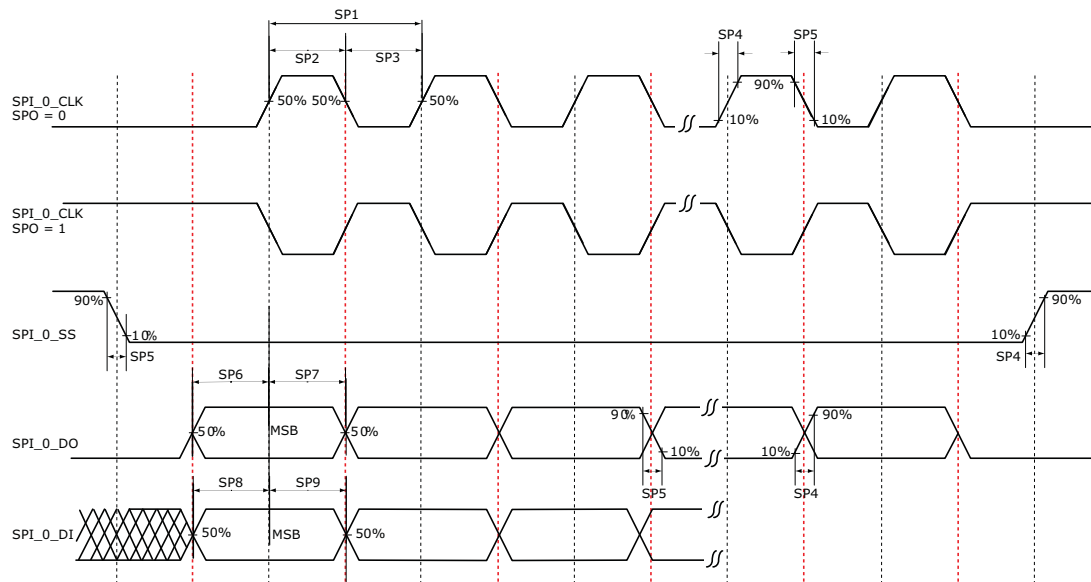 SP1
SP4 SP5
SP2 SP3
SPI_0_CLK
SPO = 0
50% 50% 50% 90%
10% 10%
SPI_0_CLK
SPO = 1
90% 90%
SPI_0_SS 10% 10%
SP5 SP4
SP6 SP7
90% 90%
SPI_0_DO 50% MSB 50%
10% 10%
SP5 SP4
SP8 SP9
SPI_0_DI 50% MSB 50%